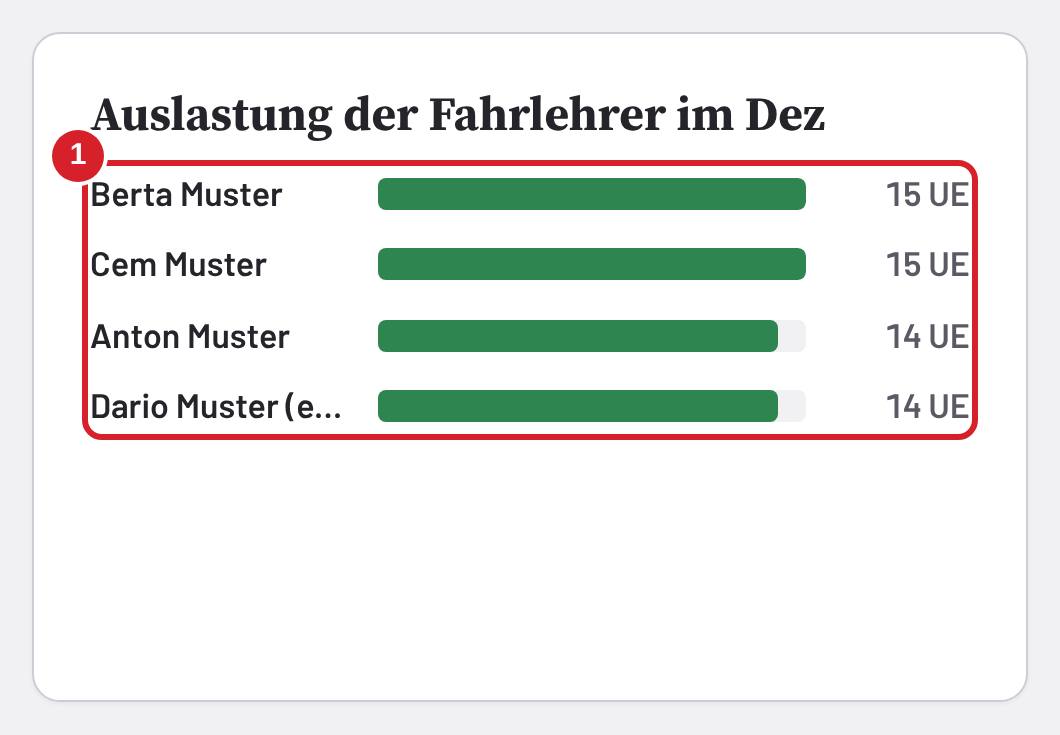 Auslastung der Fahrlehrer im Dez
1
Berta Muster 15 UE
Cem Muster 15 UE
Anton Muster 14 UE
Dario Muster (e... 14 UE